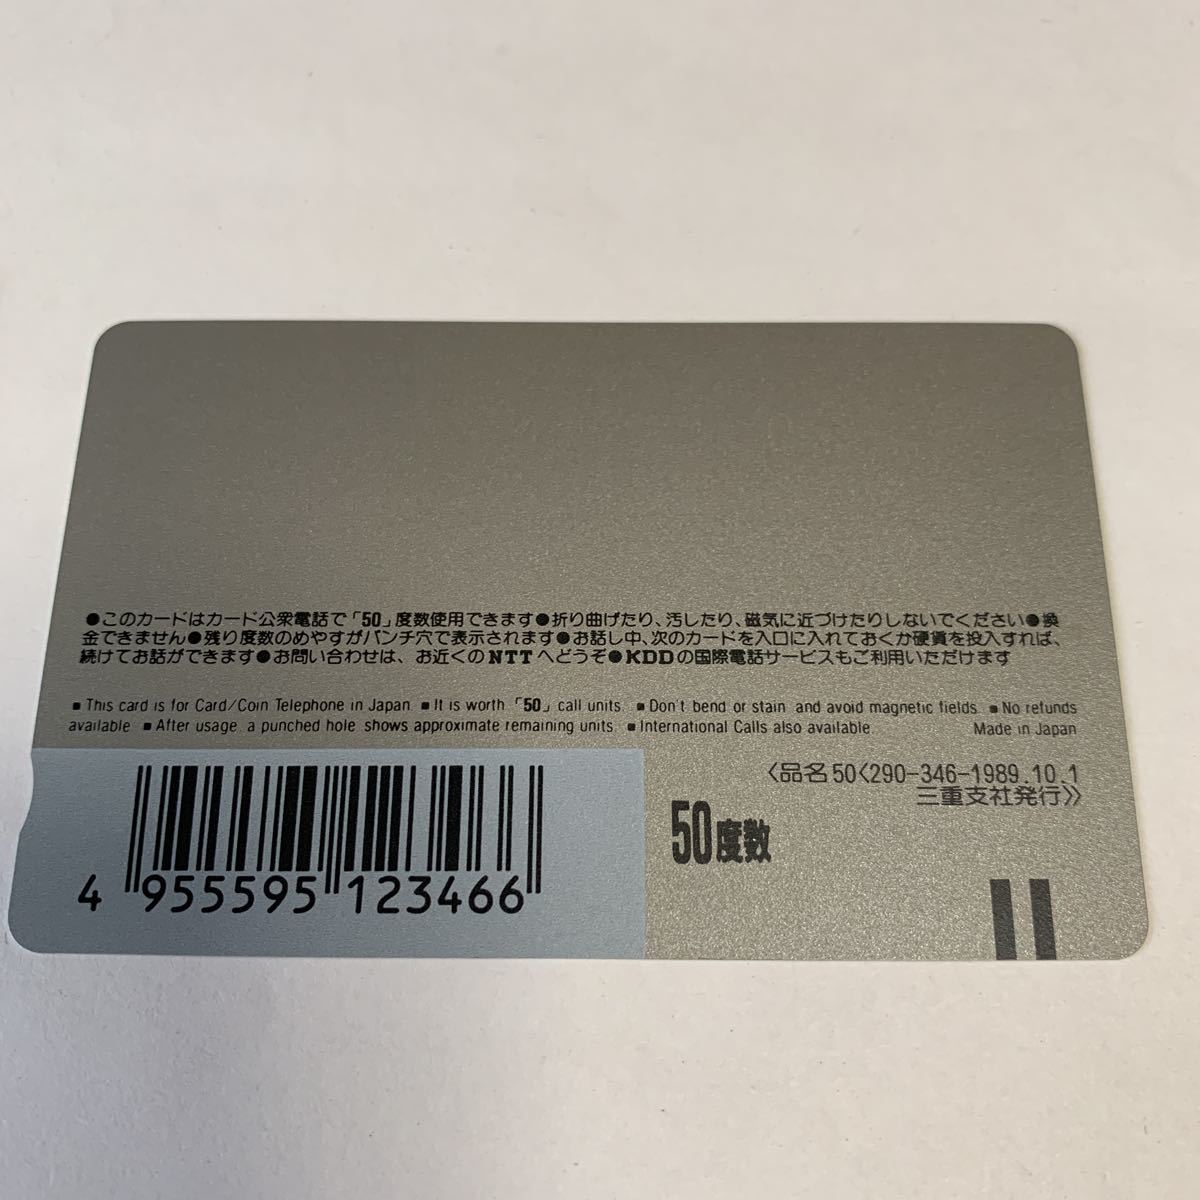 ●このカードはカード公衆電話で「50」度数使用できます●折り曲げたり、汚したり、磁気に近づけたりしないでください●換
金できません●残り度数のめやすがパンチ穴で表示されます●お話し中、次のカードを入口に入れておくか硬貨を投入すれば、
続けてお話ができます●お問い合わせは、お近くのNTTへどうぞ●KDDの国際電話サービスもご利用いただけます
■This card is for Card/Coin Telephone in Japan ■It is worth「50」call units. ■Don't bend or stain and avoid magnetic fields. ■No refunds
available ■After usage a punched hole shows approximate remaining units. ■International Calls also available. Made in Japan
〈品名50〈290-346-1989.10.1
三重支社発行〉〉
50度数
4 955595 123466